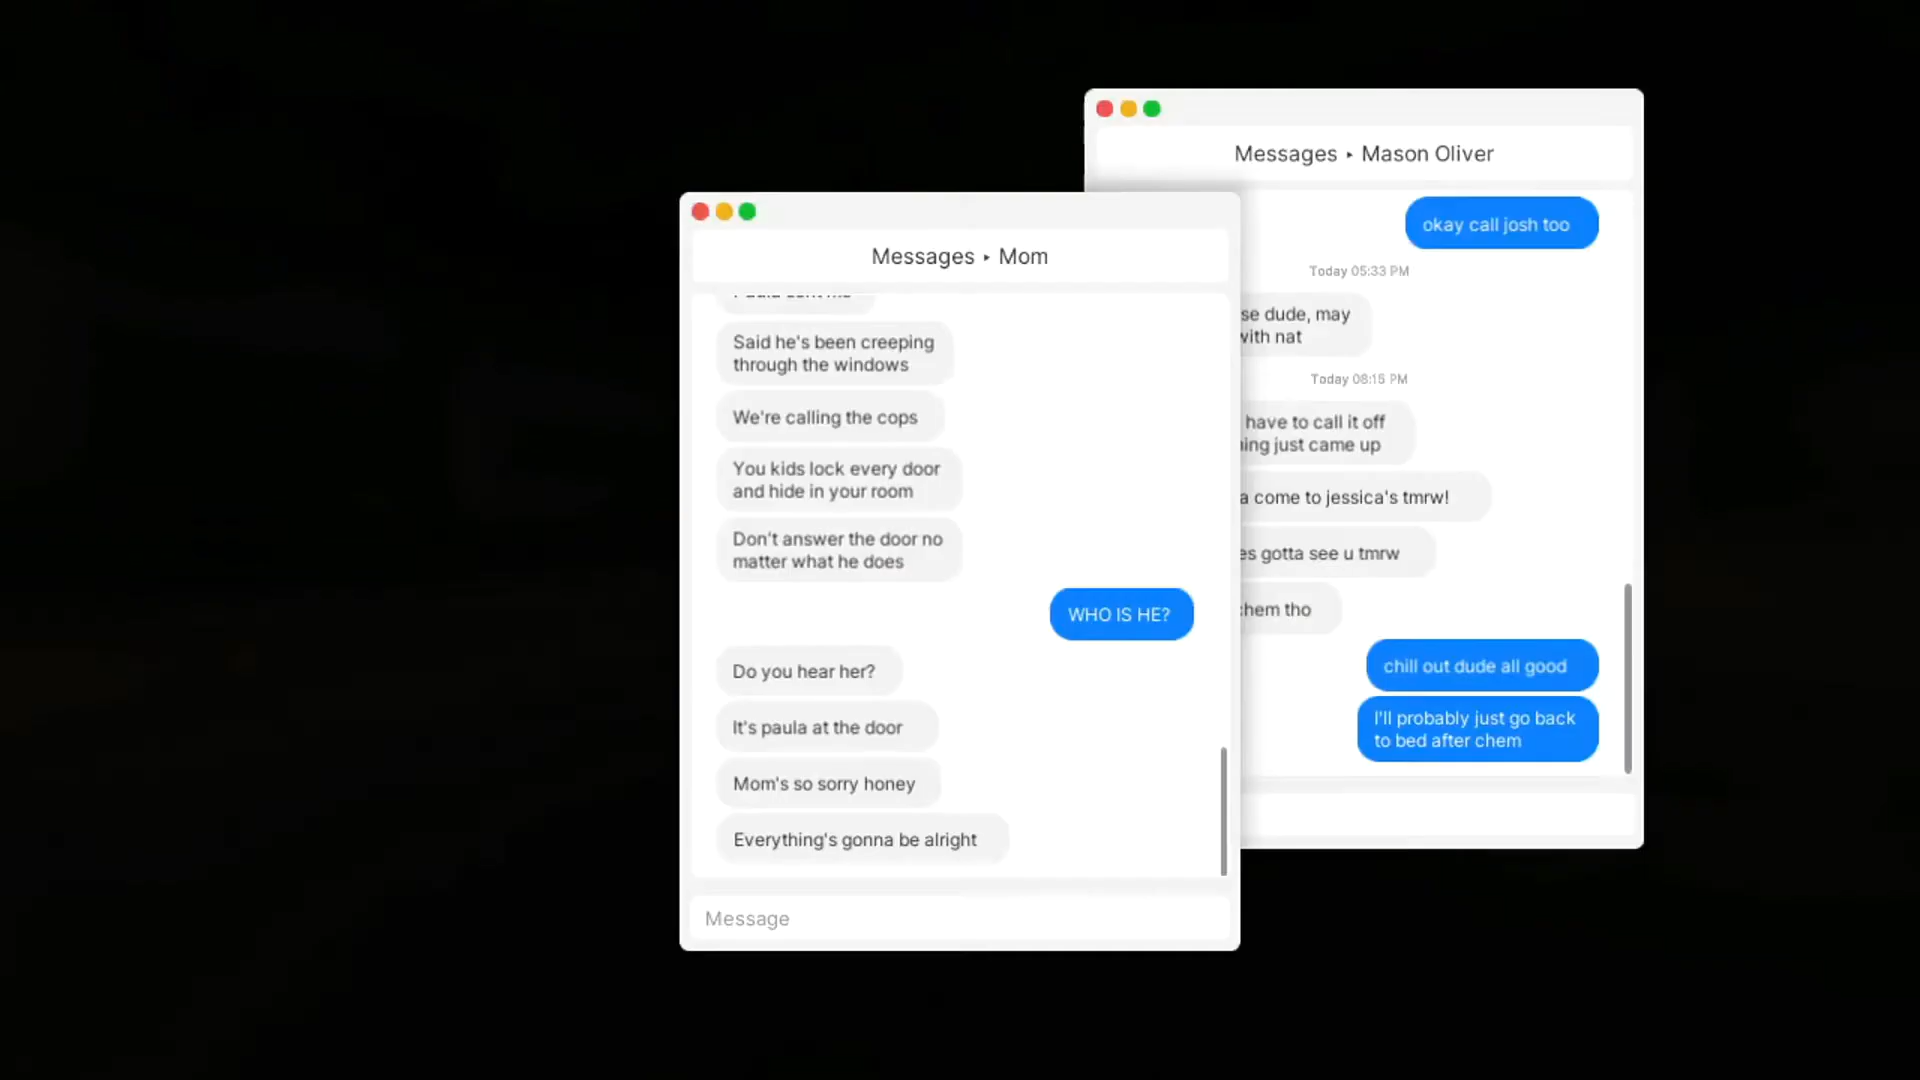 Messages ▸ Mason Oliver
okay call josh too
Today 05:33 PM
se dude, may
with nat
Today 08:15 PM
have to call it off
just came up
come to jessica's tmrw!
gotta see u tmrw
tho
chill out dude all good
I'll probably just go back
to bed after chem
Messages ▸ Mom
Said he's been creeping
through the windows
We're calling the cops
You kids lock every door
and hide in your room
Don't answer the door no
matter what he does
WHO IS HE?
Do you hear her?
It's paula at the door
Mom's so sorry honey
Everything's gonna be alright
Message